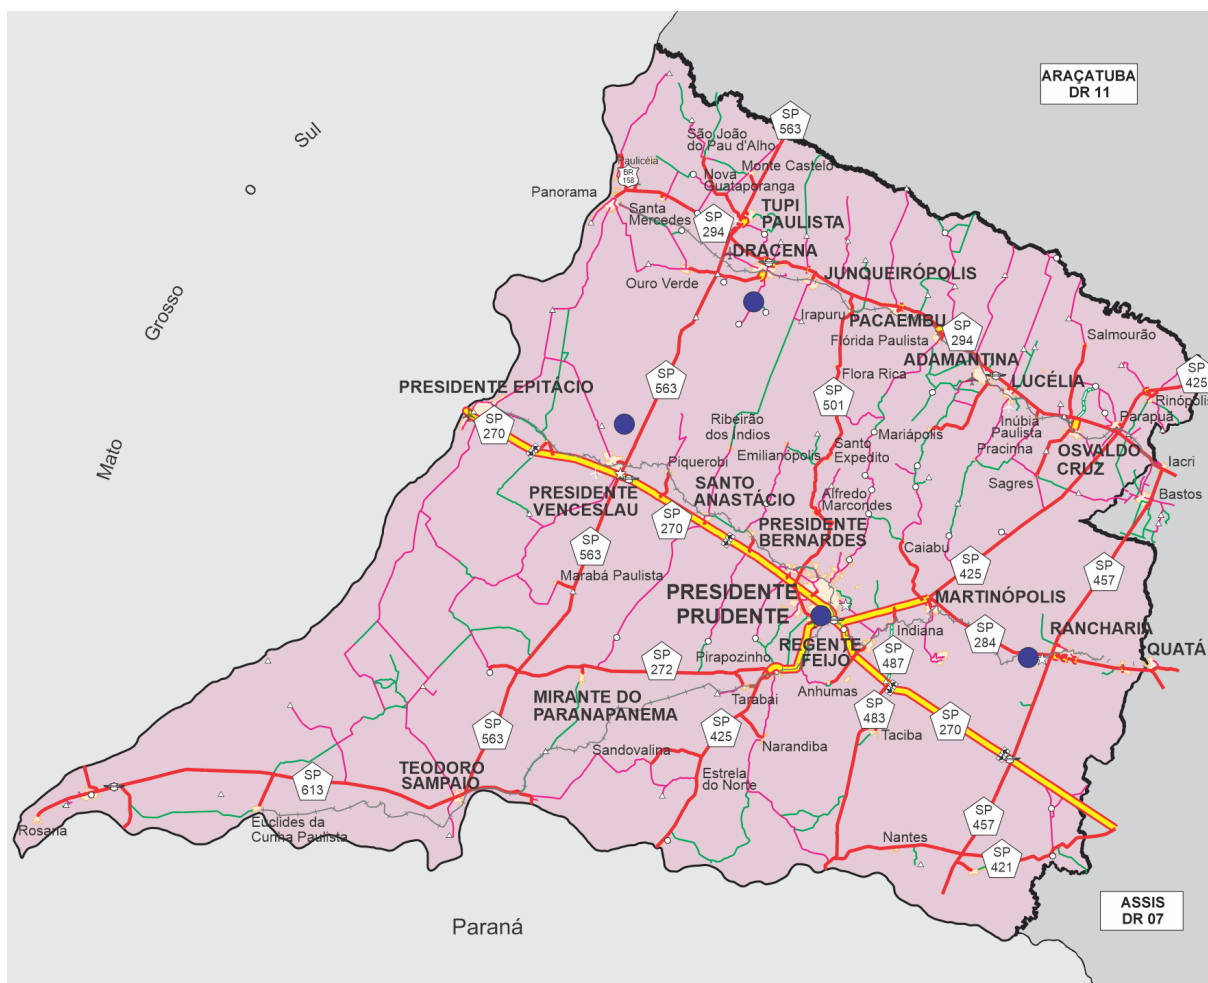 ARAÇATUBA
DR 11
SP
563
São João
do Pau d'Alho
Sul
o
Grosso
Mato
Paulicéia
BR
158
Monte Castelo
Nova
Guataporanga
Panorama
Santa
Mercedes
SP
294
TUPI
PAULISTA
DRACENA
JUNQUEIRÓPOLIS
Ouro Verde
Irapuru
PACAEMBU
Flórida Paulista
SP
294
Salmourão
ADAMANTINA
LUCÉLIA
SP
425
Rinópolis
Flora Rica
SP
563
SP
501
PRESIDENTE EPITÁCIO
SP
270
Ribeirão
dos Indios
Mariápolis
Inúbia
Paulista
Parapuã
Emilianópolis
Santo
Expedito
Pracinha
OSVALDO
CRUZ
Iacri
Piquerobi
Sagres
Bastos
PRESIDENTE
VENCESLAU
SANTO
ANASTÁCIO
Alfredo
Marcondes
SP
270
PRESIDENTE
BERNARDES
SP
563
Caiabu
SP
425
SP
457
Marabá Paulista
PRESIDENTE
PRUDENTE
MARTINÓPOLIS
Indiana
SP
284
RANCHARIA
QUATÁ
REGENTE
FEIJÓ
SP
487
Pirapozinho
SP
272
Anhumas
Tarabai
MIRANTE DO
PARANAPANEMA
SP
563
SP
425
SP
483
SP
270
Taciba
Narandiba
Sandovalina
Estrela
do Norte
TEODORO
SAMPAIO
SP
613
Rosana
Euclides da
Cunha Paulista
SP
457
Nantes
SP
421
Paraná
ASSIS
DR 07